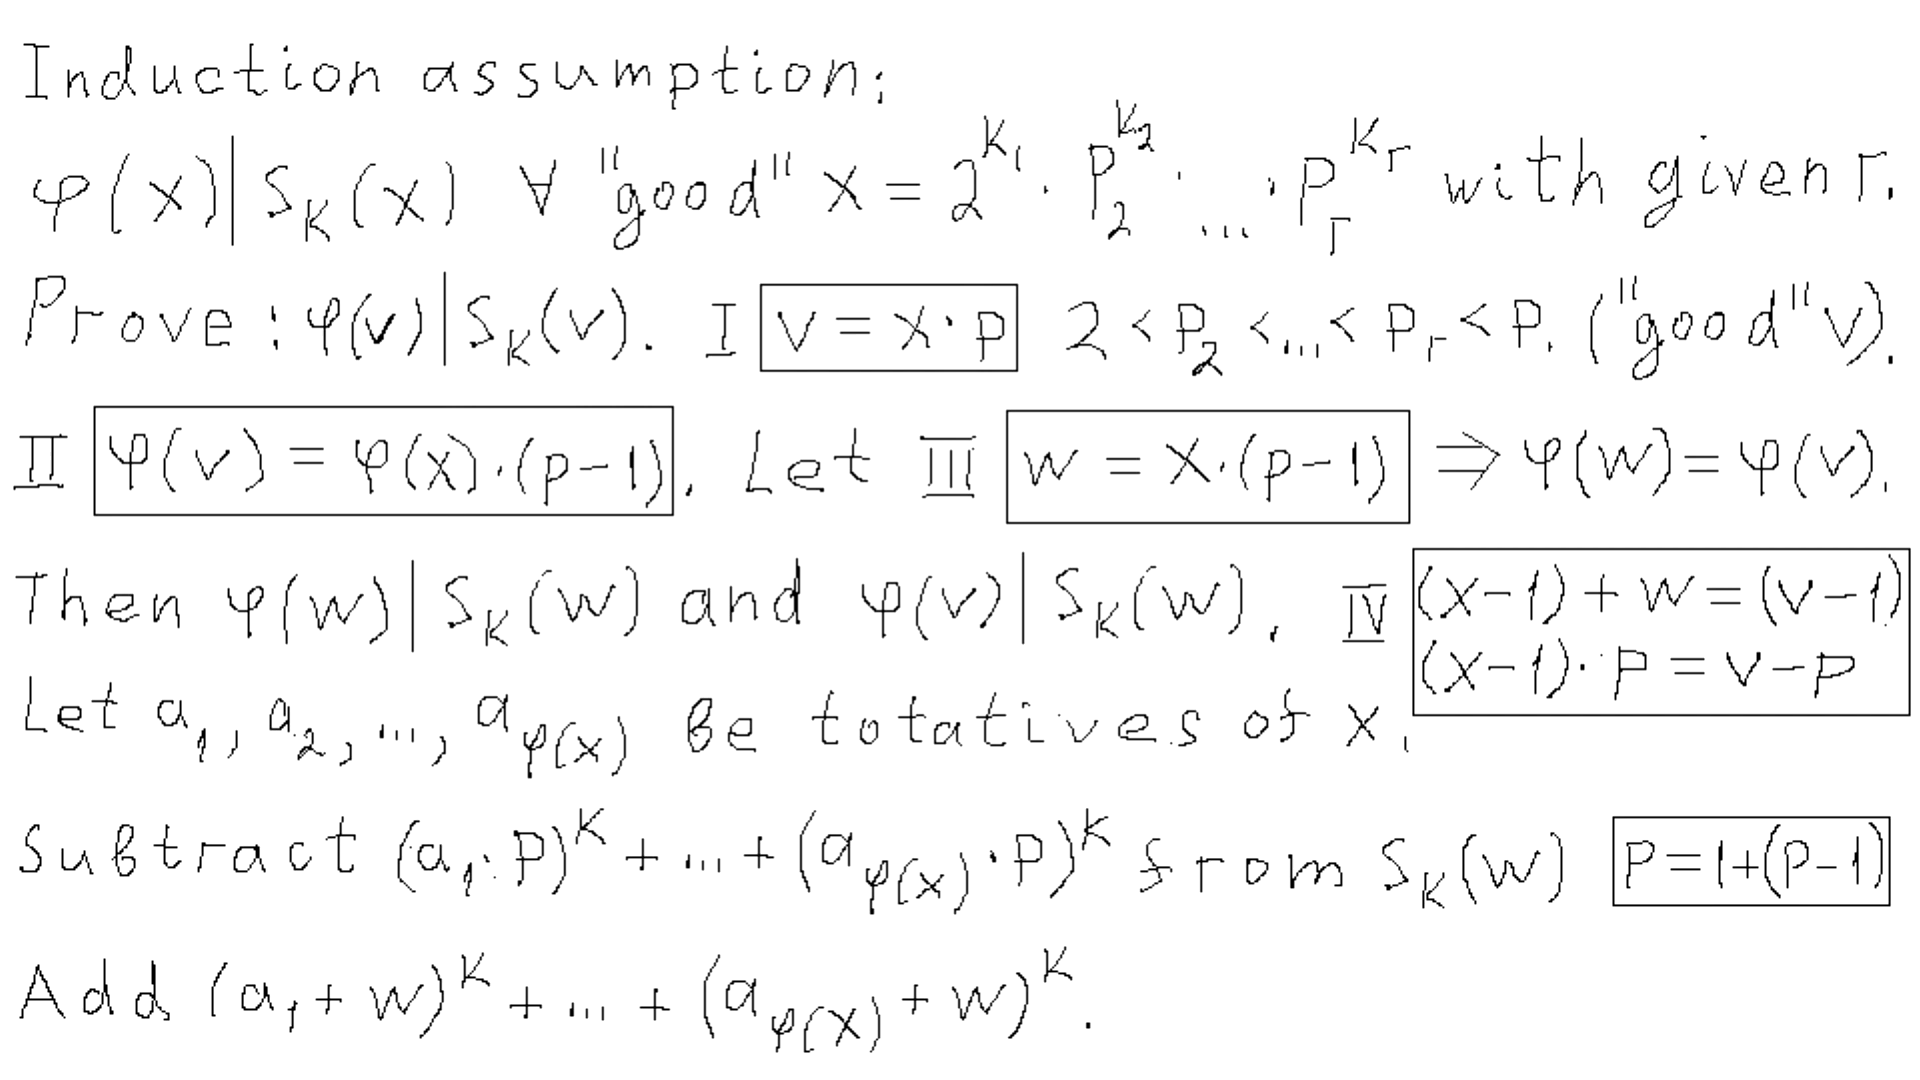 Induction assumption:
φ(x)|S_K(x) ∀ "good" x = 2^{K_1} · P_2^{K_2} · ... · P_r^{K_r} with given r.
Prove : φ(v)|S_K(v). I v = x · p 2 < P_2 < ... < P_r < P. ("good" v).
II φ(v) = φ(x) · (p-1). Let III w = x · (p-1) ⇒ φ(w) = φ(v).
Then φ(w)|S_K(w) and φ(v)|S_K(w). IV (x-1) + w = (v-1)
(x-1) · P = v - P
Let a_1, a_2, ..., a_{φ(x)} be totatives of x.
Subtract (a_1 · P)^K + ... + (a_{φ(x)} · P)^K from S_K(w) P = 1+(P-1)
Add (a_1 + w)^K + ... + (a_{φ(x)} + w)^K.